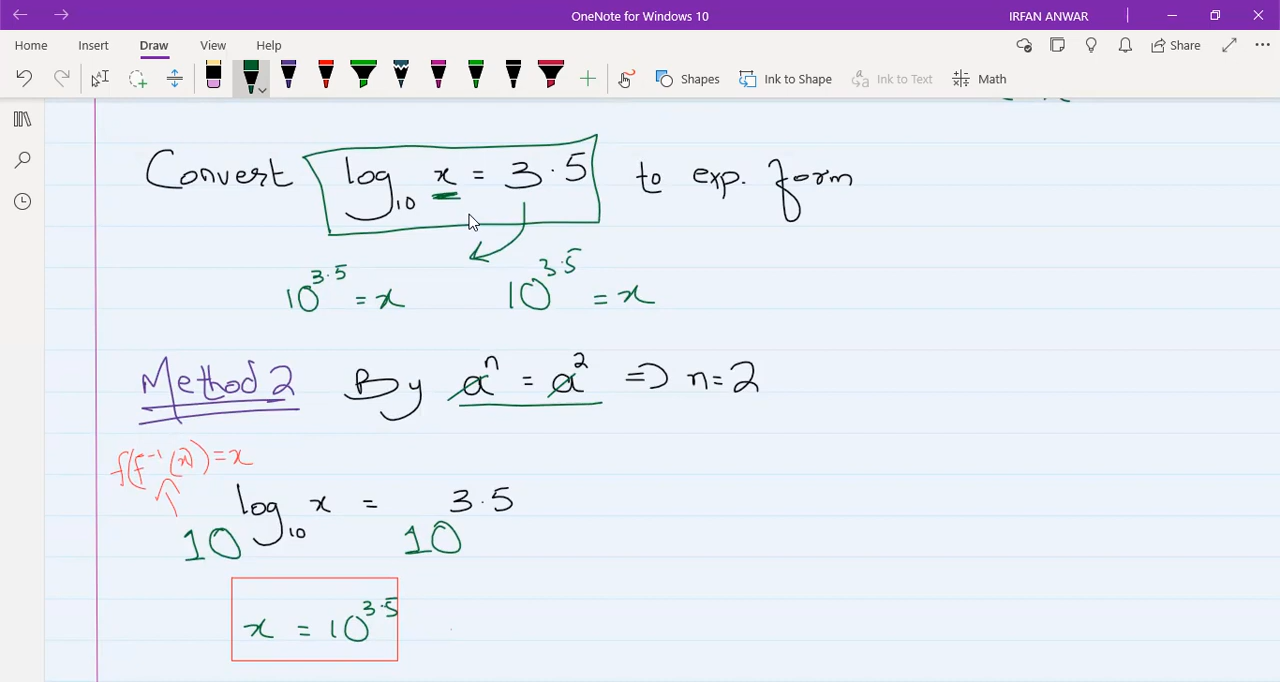 OneNote for Windows 10
IRFAN ANWAR
Home Insert Draw View Help
Share
Shapes Ink to Shape Ink to Text Math
Convert log₁₀ x = 3.5 to exp. form
10^3.5 = x 10^3.5 = x
Method 2 By a^n = a^2 => n = 2
f(f⁻¹(x)) = x
10^(log₁₀ x) = 10^3.5
x = 10^3.5